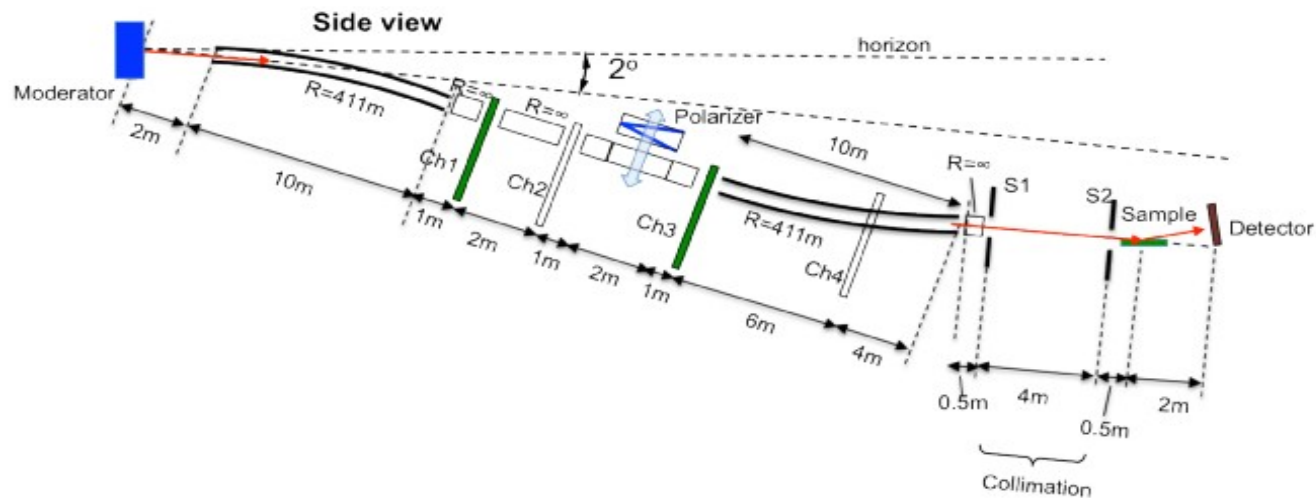 Side view
horizon
2°
Moderator
R=411m
R=∞
R=∞
Polarizer
2m
10m
10m
R=∞
S1
S2
Sample
Detector
Ch1
Ch2
Ch3
R=411m
Ch4
1m
2m
1m
2m
1m
6m
4m
0.5m
4m
0.5m
2m
Collimation